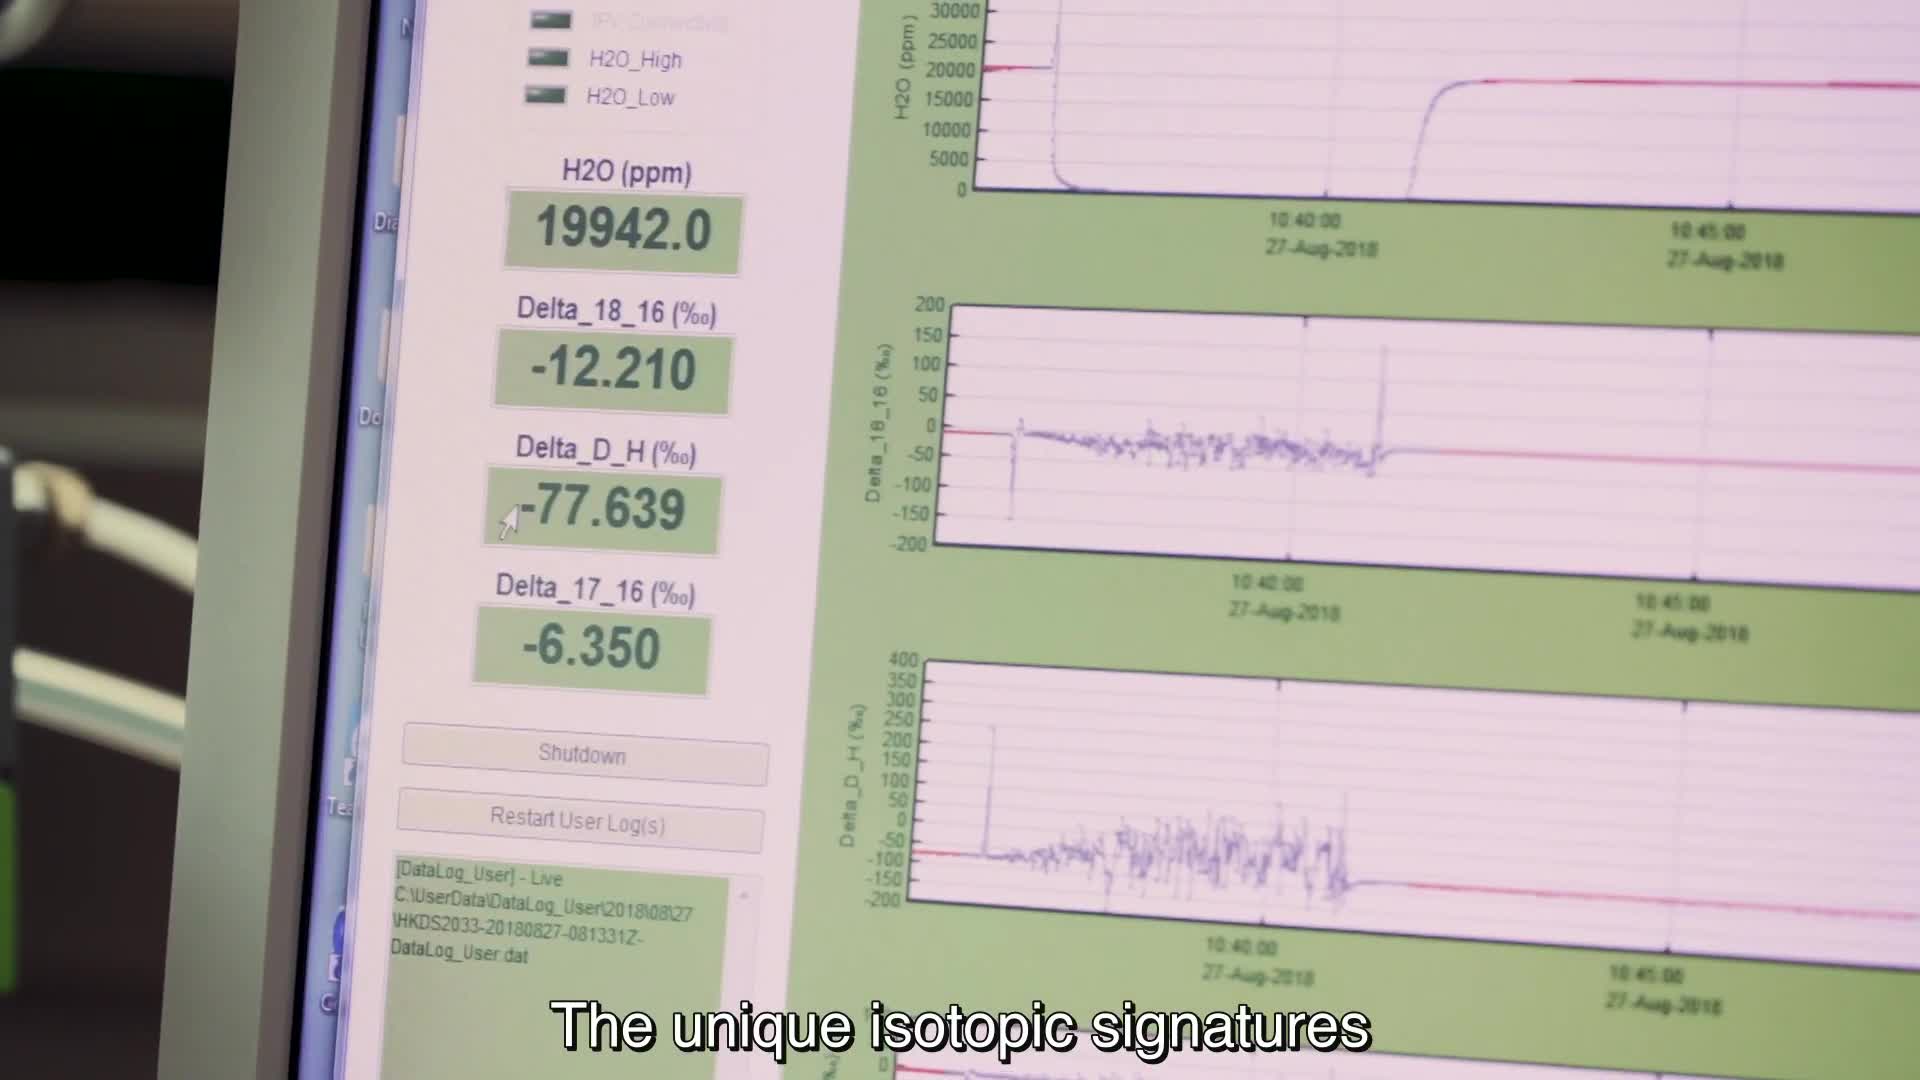 H2O_High
H2O_Low
H2O (ppm)
19942.0
Delta_18_16 (‰)
-12.210
Delta_D_H (‰)
-77.639
Delta_17_16 (‰)
-6.350
Shutdown
Restart User Log(s)
[DataLog_User] - Live
C:\UserData\DataLog_User\2018\08\27
\HKDS2033-20180827-081331Z-
DataLog_User.dat
H2O (ppm)
30000
25000
20000
15000
10000
5000
0
10:40:00
27-Aug-2018
10:45:00
27-Aug-2018
Delta_18_16 (‰)
200
150
100
50
0
-50
-100
-150
-200
10:40:00
27-Aug-2018
10:45:00
27-Aug-2018
Delta_D_H (‰)
400
350
300
250
200
150
100
50
0
-50
-100
-150
-200
10:40:00
27-Aug-2018
10:45:00
27-Aug-2018
0
The unique isotopic signatures